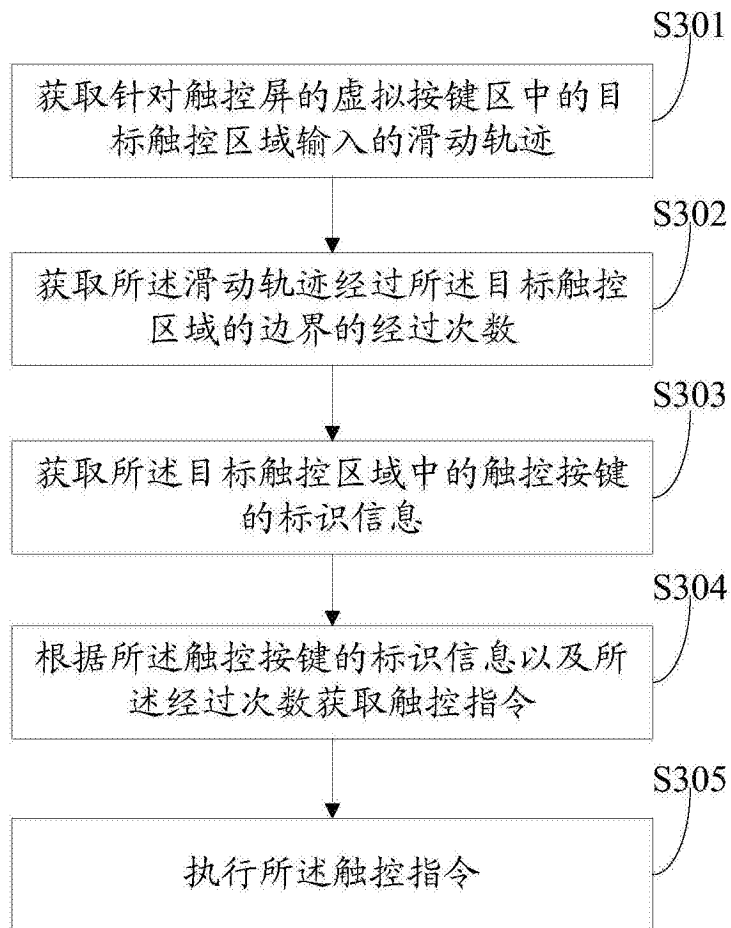 S301
获取针对触控屏的虚拟按键区中的目
标触控区域输入的滑动轨迹
S302
获取所述滑动轨迹经过所述目标触控
区域的边界的经过次数
S303
获取所述目标触控区域中的触控按键
的标识信息
S304
根据所述触控按键的标识信息以及所
述经过次数获取触控指令
S305
执行所述触控指令